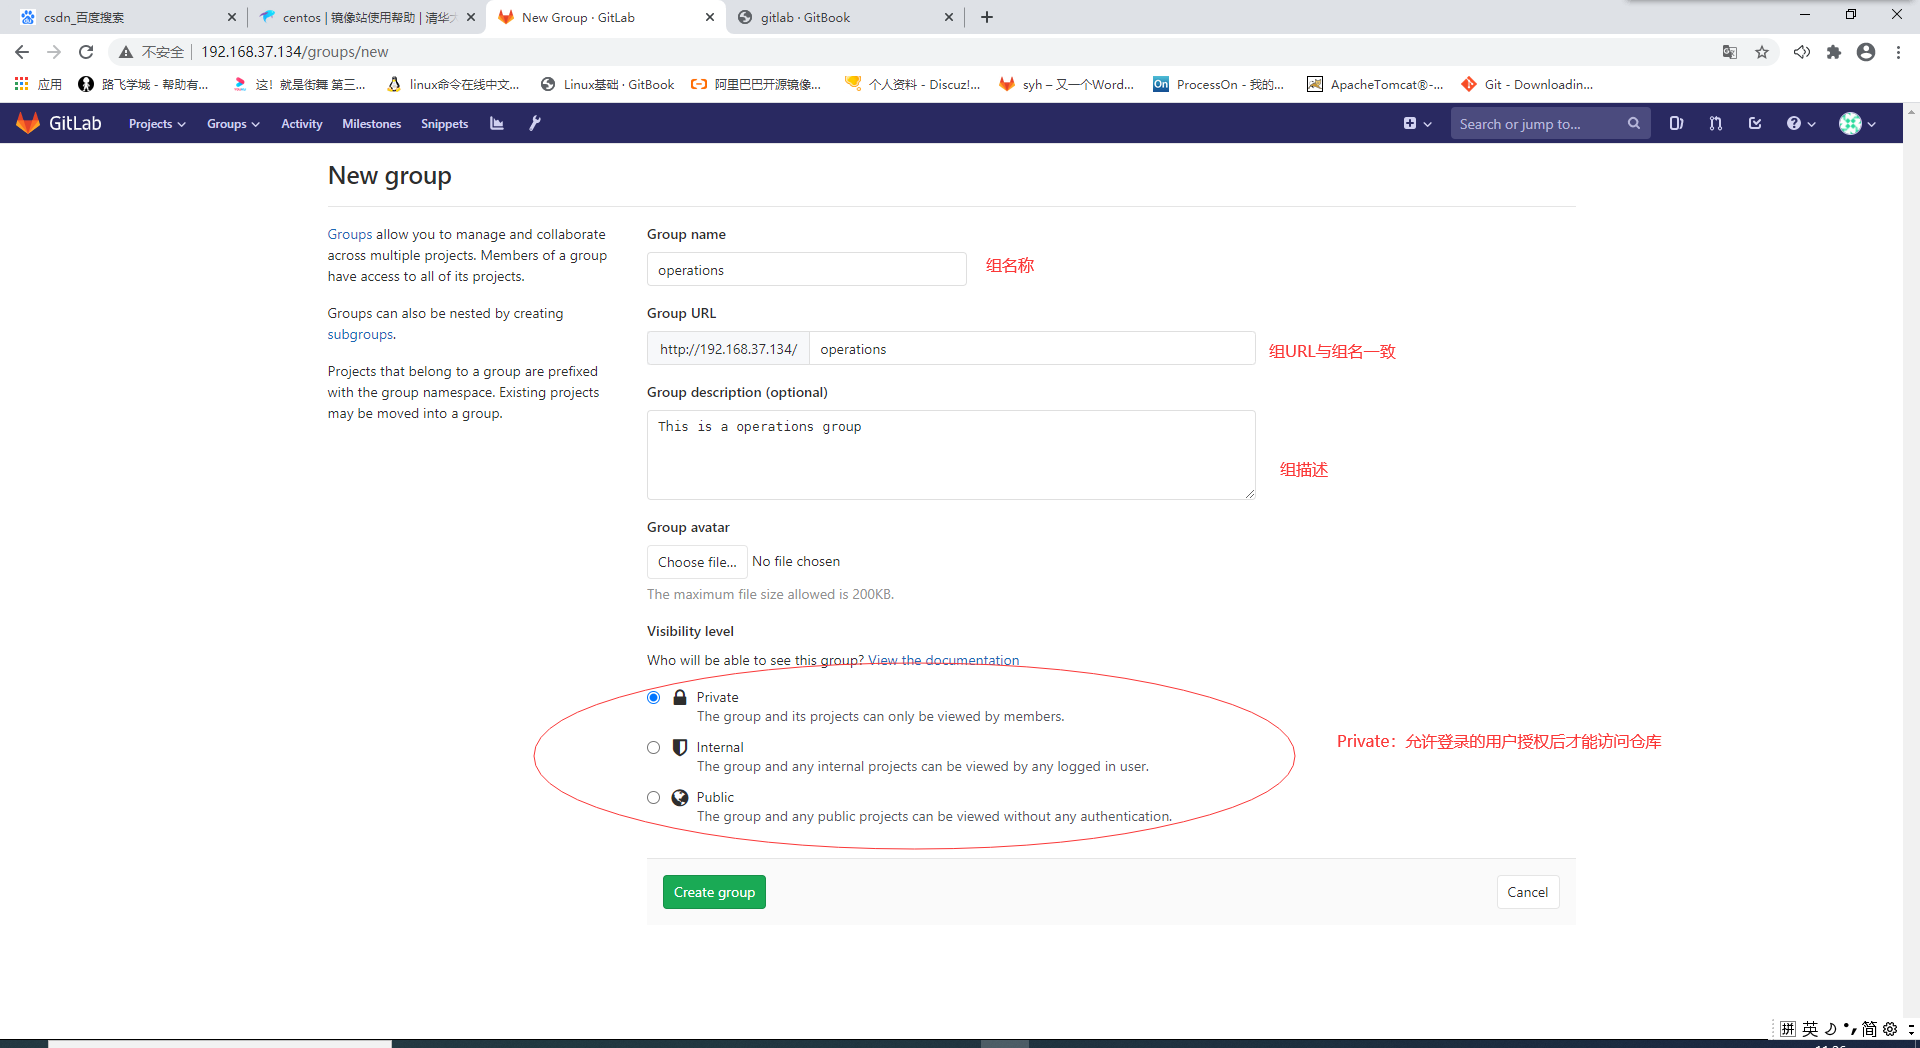 csdn_百度搜索
centos | 镜像站使用帮助 | 清华
New Group · GitLab
gitlab · GitBook
不安全
192.168.37.134/groups/new
应用
路飞学城 - 帮助有...
这！就是街舞 第三...
linux命令在线中文...
Linux基础 · GitBook
阿里巴巴开源镜像...
个人资料 - Discuz!...
syh – 又一个Word...
On ProcessOn - 我的...
ApacheTomcat®-...
Git - Downloadin...
GitLab
Projects
Groups
Activity
Milestones
Snippets
Search or jump to...
New group
Groups allow you to manage and collaborate
across multiple projects. Members of a group
have access to all of its projects.
Groups can also be nested by creating
subgroups.
Projects that belong to a group are prefixed
with the group namespace. Existing projects
may be moved into a group.
Group name
operations
组名称
Group URL
http://192.168.37.134/ operations
组URL与组名一致
Group description (optional)
This is a operations group
组描述
Group avatar
Choose file... No file chosen
The maximum file size allowed is 200KB.
Visibility level
Who will be able to see this group? View the documentation
Private
The group and its projects can only be viewed by members.
Internal
The group and any internal projects can be viewed by any logged in user.
Public
The group and any public projects can be viewed without any authentication.
Private：允许登录的用户授权后才能访问仓库
Create group
Cancel
拼 英 简